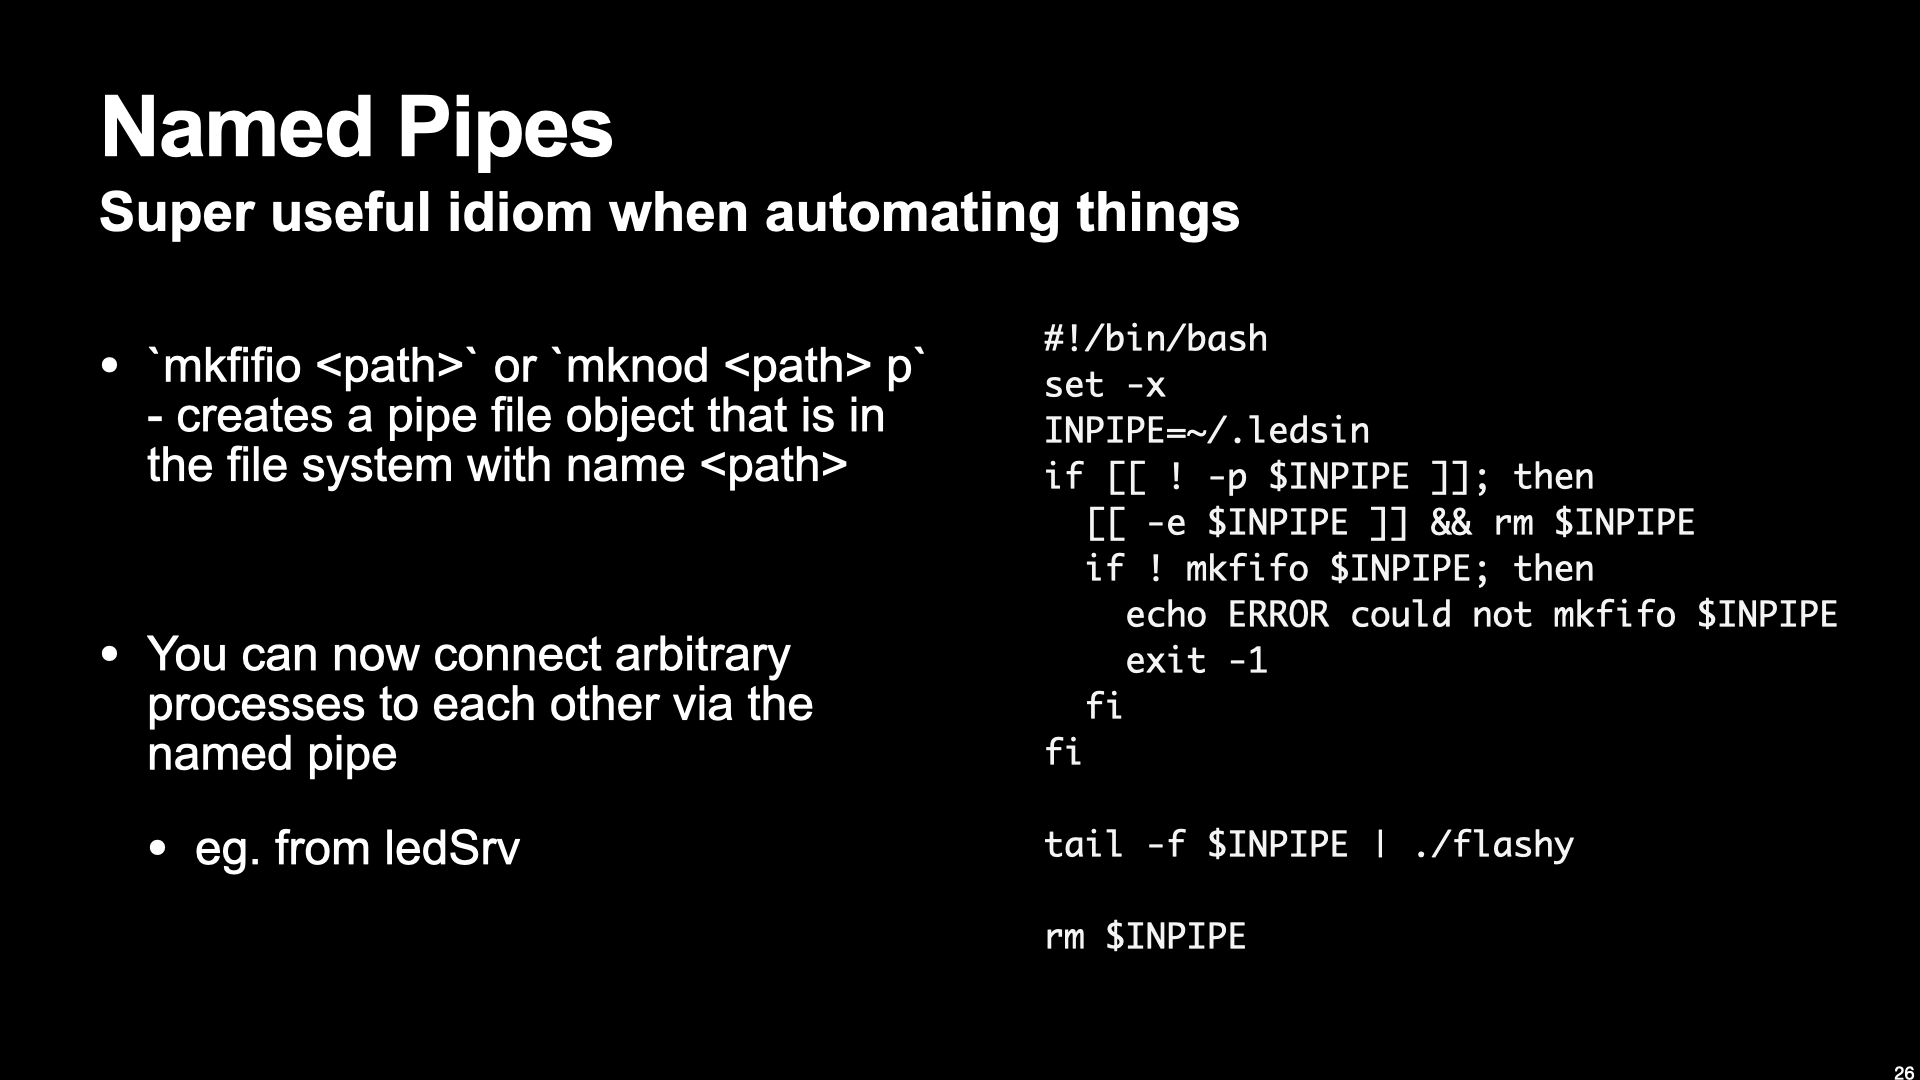 Named Pipes
Super useful idiom when automating things
• `mkfifio <path>` or `mknod <path> p`
- creates a pipe file object that is in
the file system with name <path>
• You can now connect arbitrary
processes to each other via the
named pipe
• eg. from ledSrv
#!/bin/bash
set -x
INPIPE=~/.ledsin
if [[ ! -p $INPIPE ]]; then
  [[ -e $INPIPE ]] && rm $INPIPE
  if ! mkfifo $INPIPE; then
    echo ERROR could not mkfifo $INPIPE
    exit -1
  fi
fi
tail -f $INPIPE | ./flashy
rm $INPIPE
26